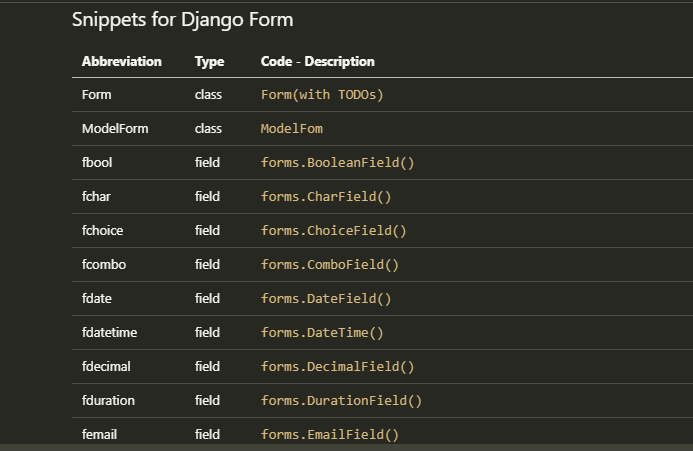 Snippets for Django Form
Abbreviation Type Code - Description
Form class Form(with TODOs)
ModelForm class ModelFom
fbool field forms.BooleanField()
fchar field forms.CharField()
fchoice field forms.ChoiceField()
fcombo field forms.ComboField()
fdate field forms.DateField()
fdatetime field forms.DateTime()
fdecimal field forms.DecimalField()
fduration field forms.DurationField()
femail field forms.EmailField()